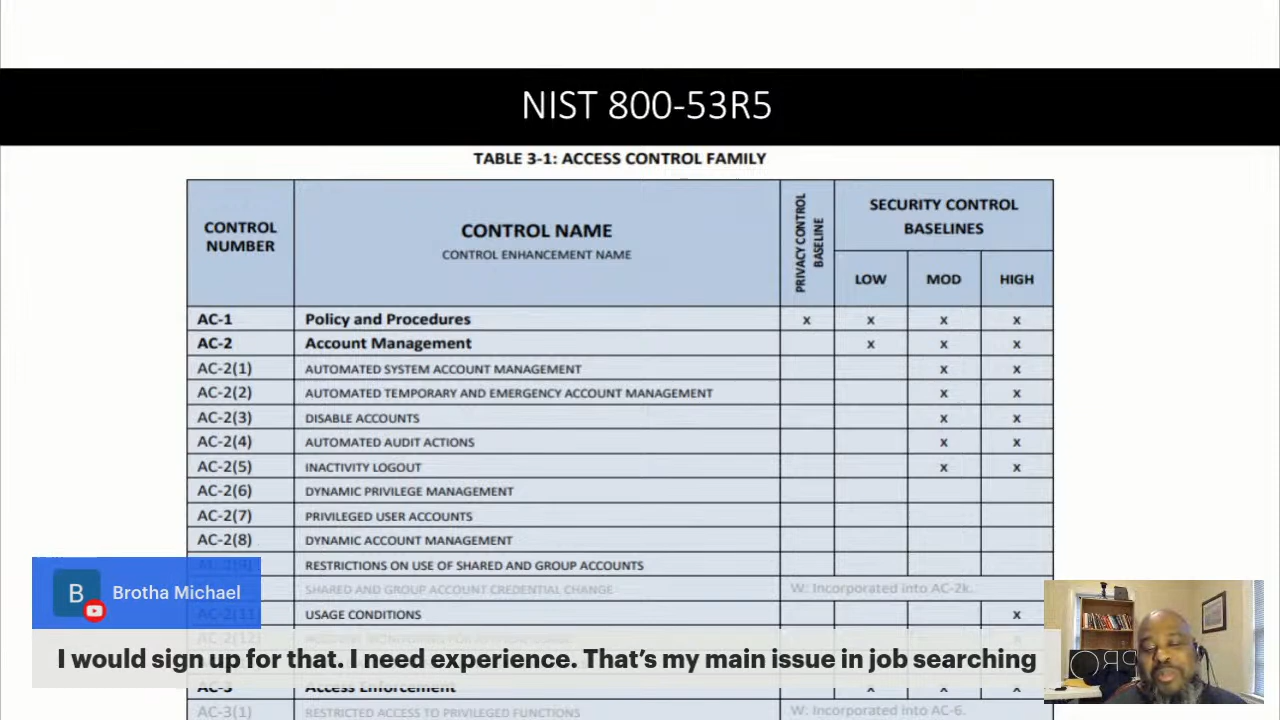 NIST 800-53R5
TABLE 3-1: ACCESS CONTROL FAMILY
CONTROL NUMBER
CONTROL NAME
CONTROL ENHANCEMENT NAME
PRIVACY CONTROL BASELINE
SECURITY CONTROL BASELINES
LOW MOD HIGH
AC-1 Policy and Procedures x x x x
AC-2 Account Management x x x
AC-2(1) AUTOMATED SYSTEM ACCOUNT MANAGEMENT x x
AC-2(2) AUTOMATED TEMPORARY AND EMERGENCY ACCOUNT MANAGEMENT x x
AC-2(3) DISABLE ACCOUNTS x x
AC-2(4) AUTOMATED AUDIT ACTIONS x x
AC-2(5) INACTIVITY LOGOUT x x
AC-2(6) DYNAMIC PRIVILEGE MANAGEMENT
AC-2(7) PRIVILEGED USER ACCOUNTS
AC-2(8) DYNAMIC ACCOUNT MANAGEMENT
RESTRICTIONS ON USE OF SHARED AND GROUP ACCOUNTS
SHARED AND GROUP ACCOUNT CREDENTIAL CHANGE W: Incorporated into AC-2k.
USAGE CONDITIONS x
B Brotha Michael
I would sign up for that. I need experience. That's my main issue in job searching
AC-3 Access Enforcement x x x
AC-3(1) RESTRICTED ACCESS TO PRIVILEGED FUNCTIONS W: Incorporated into AC-6.